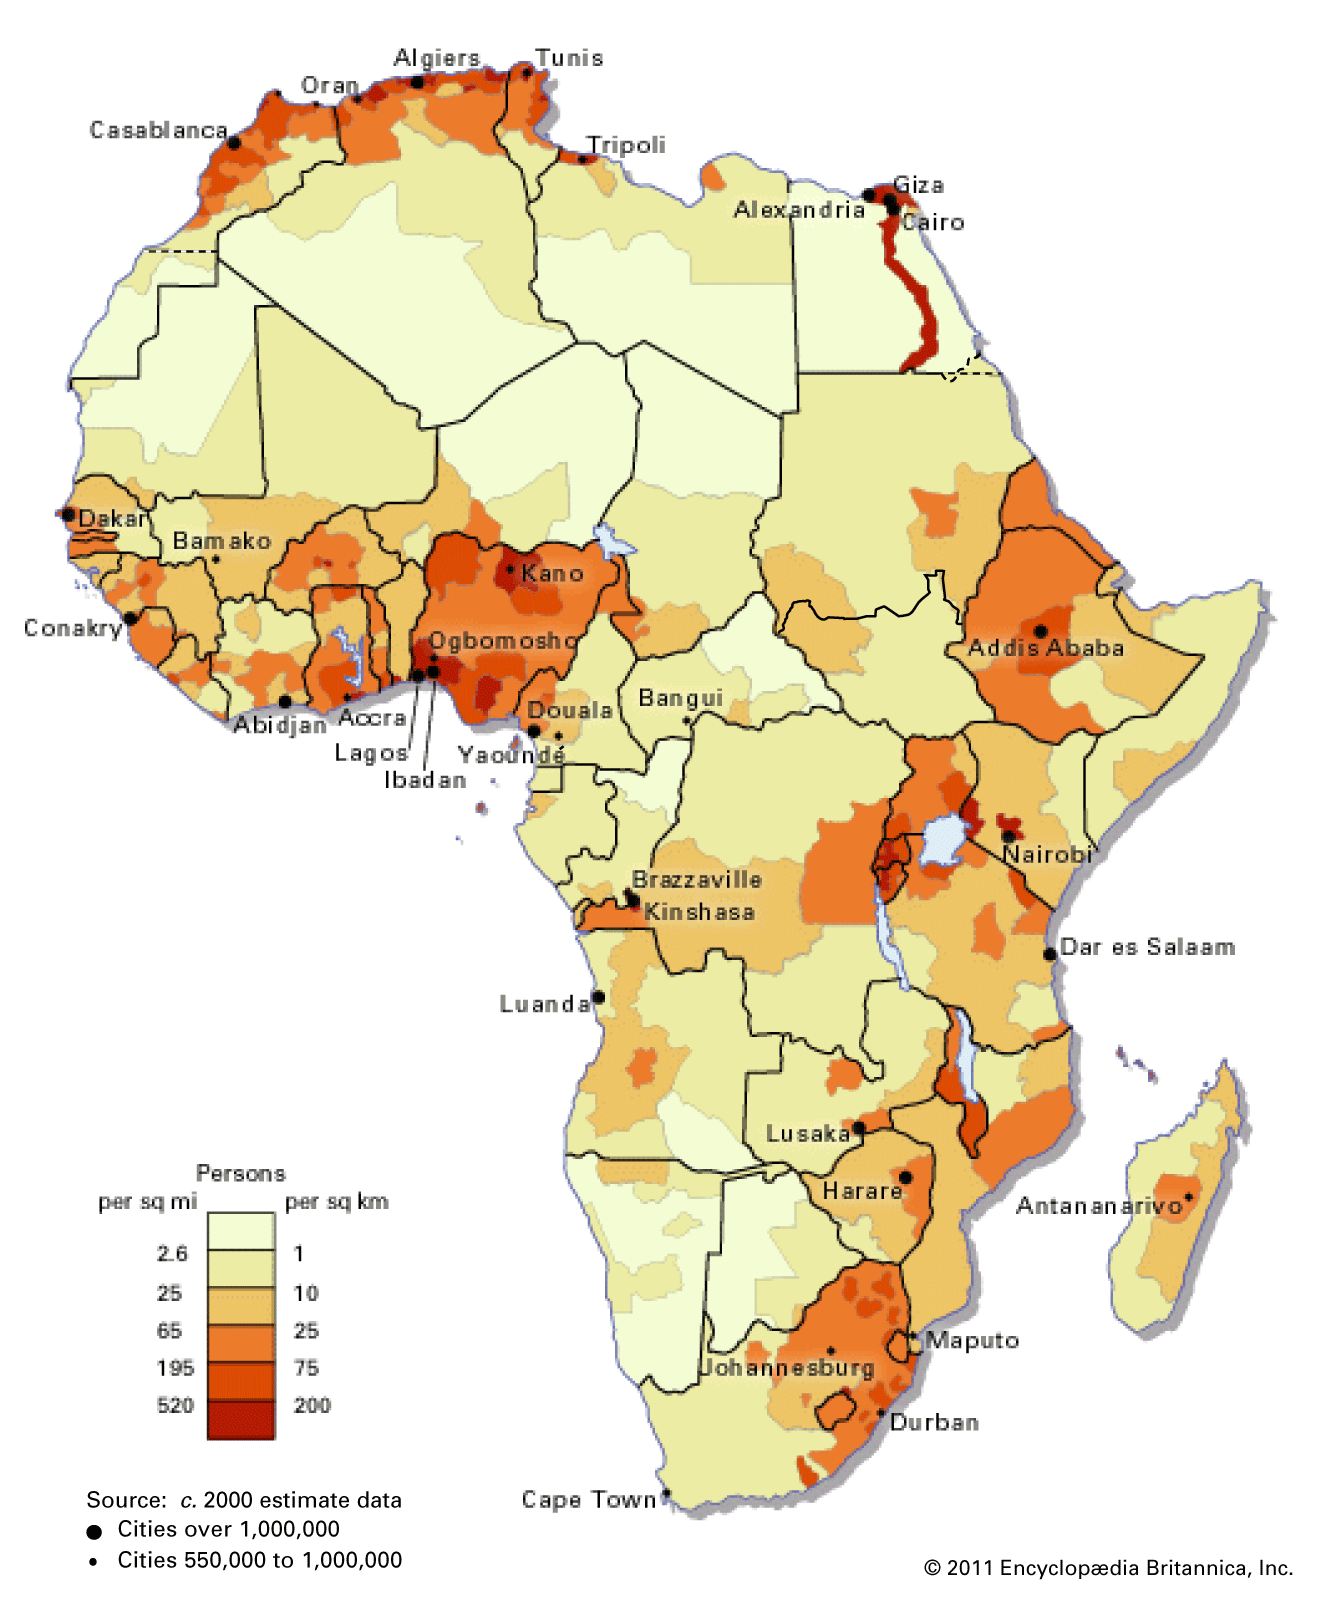 Algiers
Tunis
Oran
Casablanca
Tripoli
Giza
Alexandria
Cairo
Dakar
Bamako
Kano
Conakry
Ogbomosho
Addis Ababa
Bangui
Abidjan
Accra
Douala
Lagos
Yaoundé
Ibadan
Nairobi
Brazzaville
Kinshasa
Dar es Salaam
Luanda
Lusaka
Harare
Antananarivo
Maputo
Johannesburg
Durban
Cape Town
Persons
per sq mi per sq km
2.6 1
25 10
65 25
195 75
520 200
Source: c. 2000 estimate data
Cities over 1,000,000
Cities 550,000 to 1,000,000
© 2011 Encyclopædia Britannica, Inc.